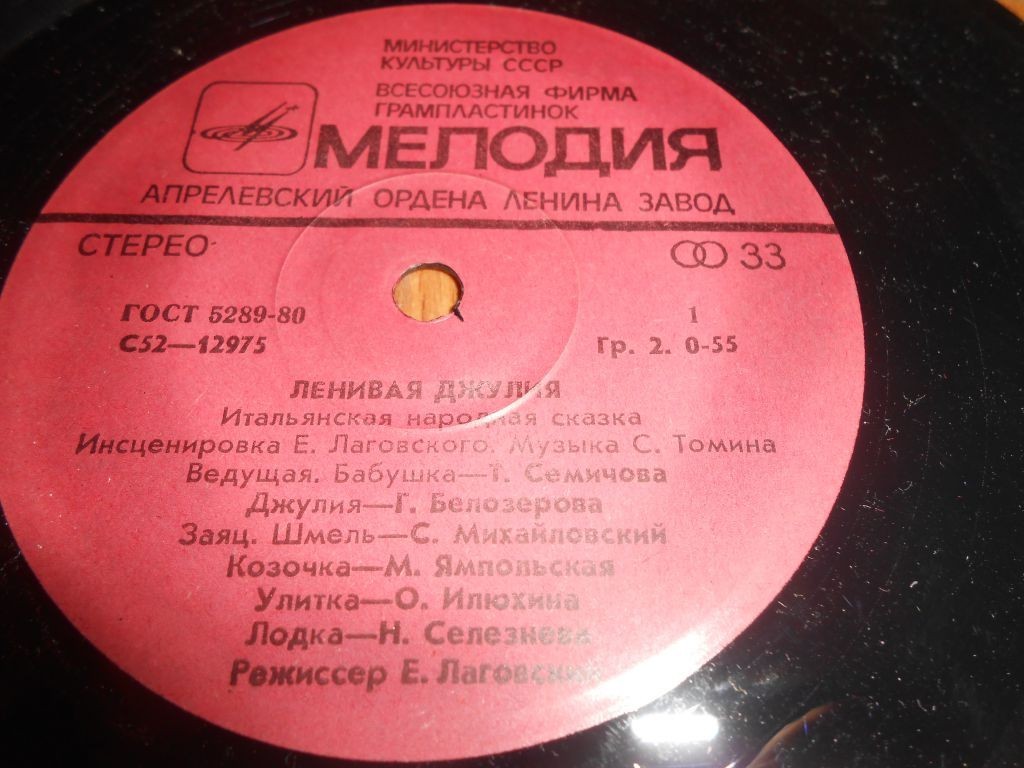 МИНИСТЕРСТВО
КУЛЬТУРЫ СССР
ВСЕСОЮЗНАЯ ФИРМА
ГРАМПЛАСТИНОК
МЕЛОДИЯ
АПРЕЛЕВСКИЙ ОРДЕНА ЛЕНИНА ЗАВОД
СТЕРЕО 33
ГОСТ 5289-80 1
С52—12975 Гр. 2. 0-55
ЛЕНИВАЯ ДЖУЛИЯ
Итальянская народная сказка
Инсценировка Е. Лаговского. Музыка С. Томина
Ведущая. Бабушка—Т. Семичова
Джулия—Г. Белозерова
Заяц. Шмель—С. Михайловский
Козочка—М. Ямпольская
Улитка—О. Илюхина
Лодка—Н. Селезнева
Режиссер Е. Лаговский